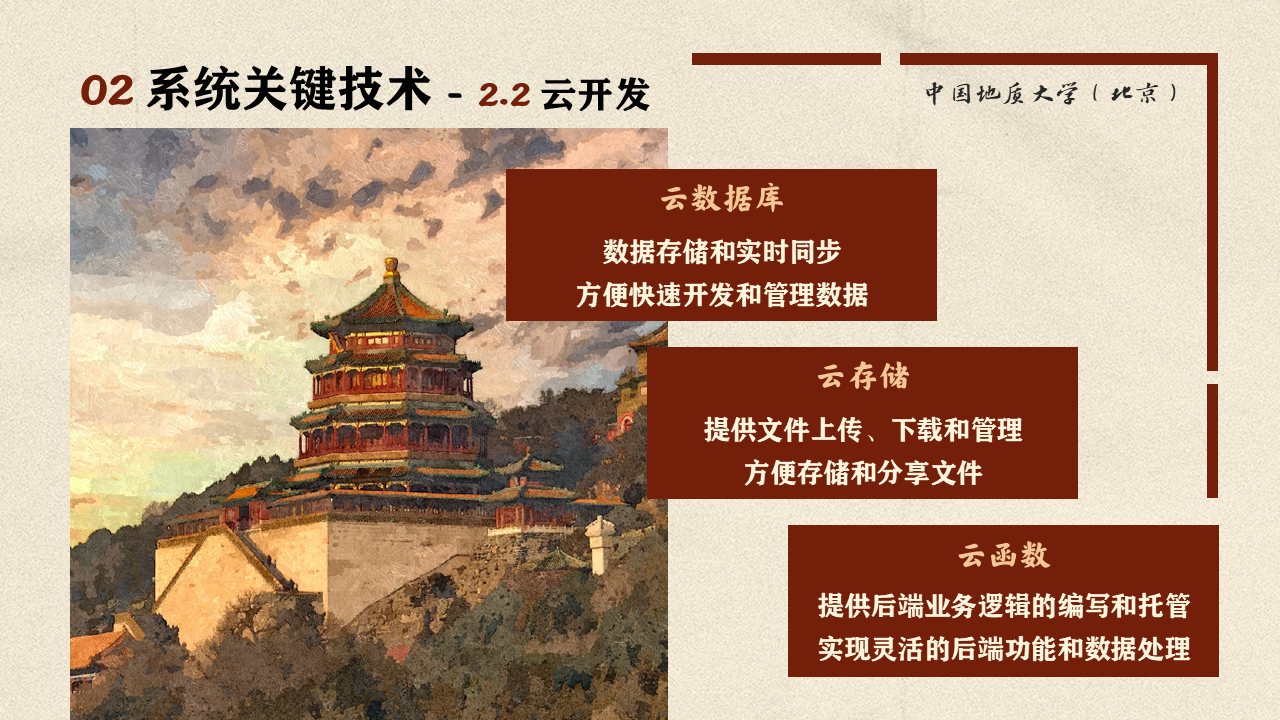 02 系统关键技术 - 2.2 云开发
中国地质大学（北京）
云数据库
数据存储和实时同步
方便快速开发和管理数据
云存储
提供文件上传、下载和管理
方便存储和分享文件
云函数
提供后端业务逻辑的编写和托管
实现灵活的后端功能和数据处理